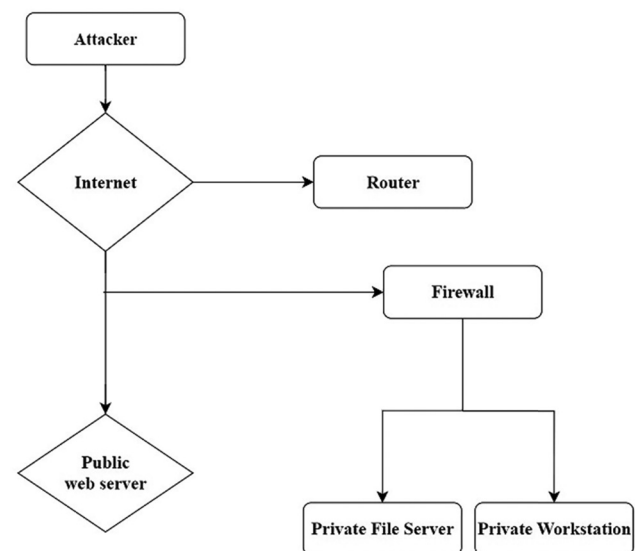 Attacker
Internet
Router
Firewall
Public
web server
Private File Server
Private Workstation